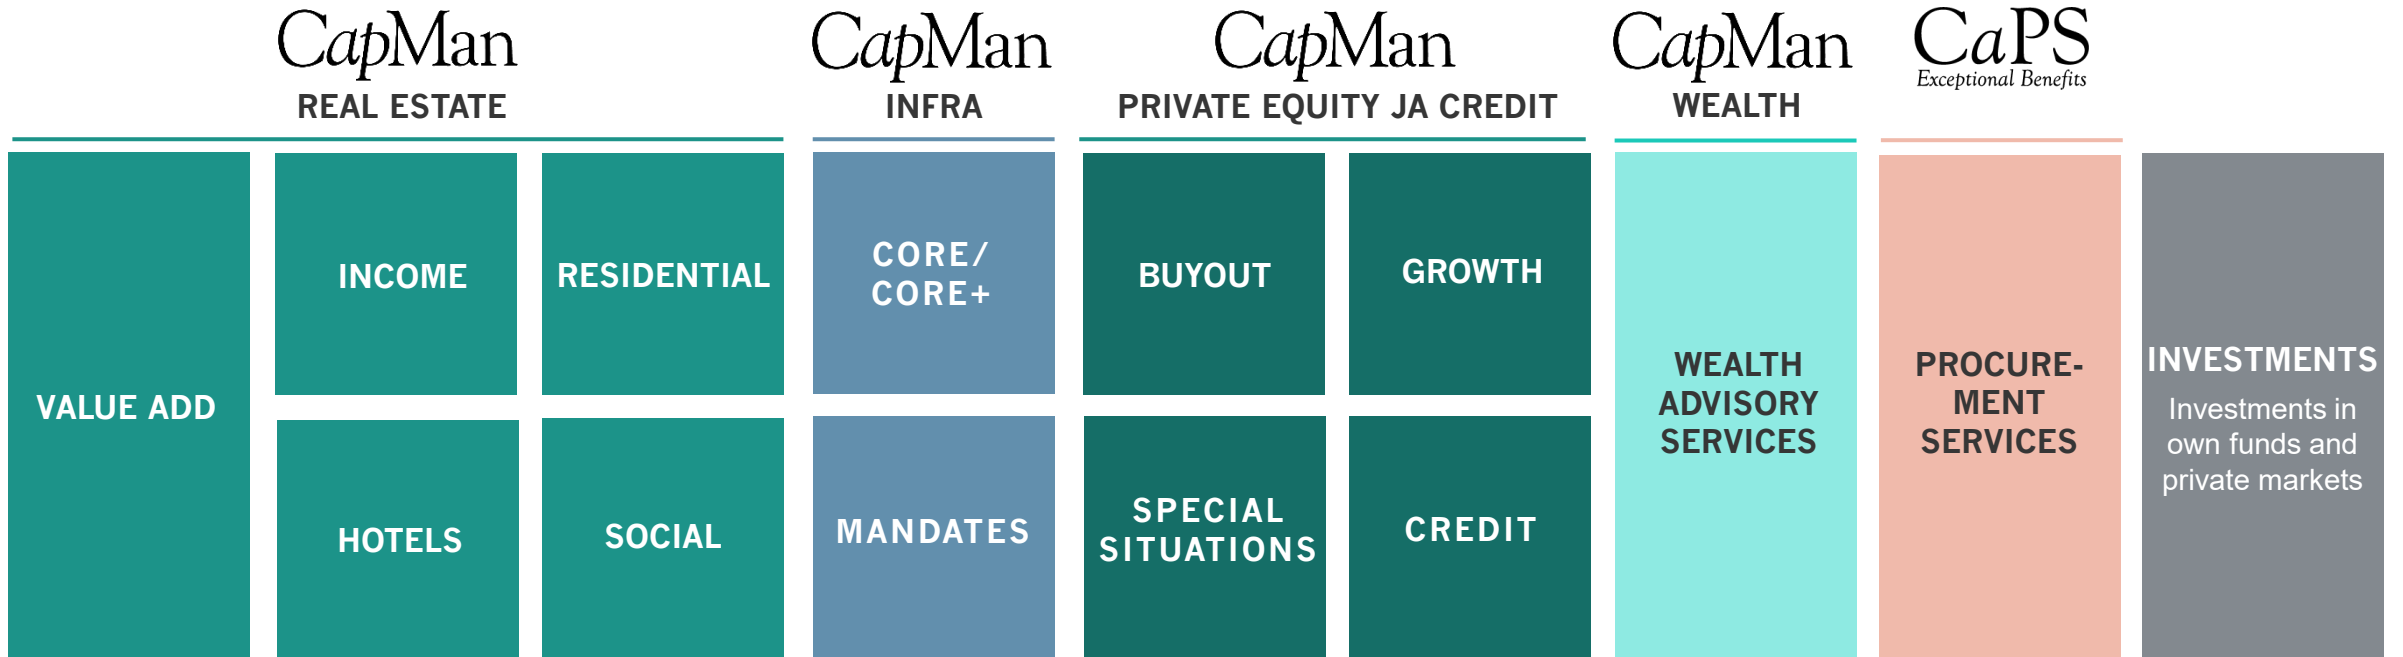 CapMan
REAL ESTATE
VALUE ADD
INCOME
RESIDENTIAL
HOTELS
SOCIAL
CapMan
INFRA
CORE/
CORE+
MANDATES
CapMan
PRIVATE EQUITY JA CREDIT
BUYOUT
GROWTH
SPECIAL
SITUATIONS
CREDIT
CapMan
WEALTH
WEALTH
ADVISORY
SERVICES
CaPS
Exceptional Benefits
PROCURE-
MENT
SERVICES
INVESTMENTS
Investments in
own funds and
private markets